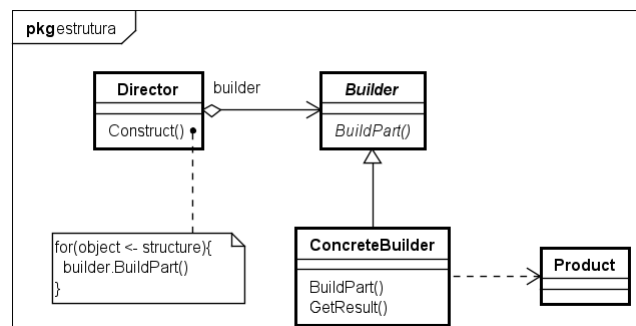 pkg estrutura
Director
Construct()
builder
Builder
BuildPart()
for(object <- structure){
builder.BuildPart()
}
ConcreteBuilder
BuildPart()
GetResult()
Product